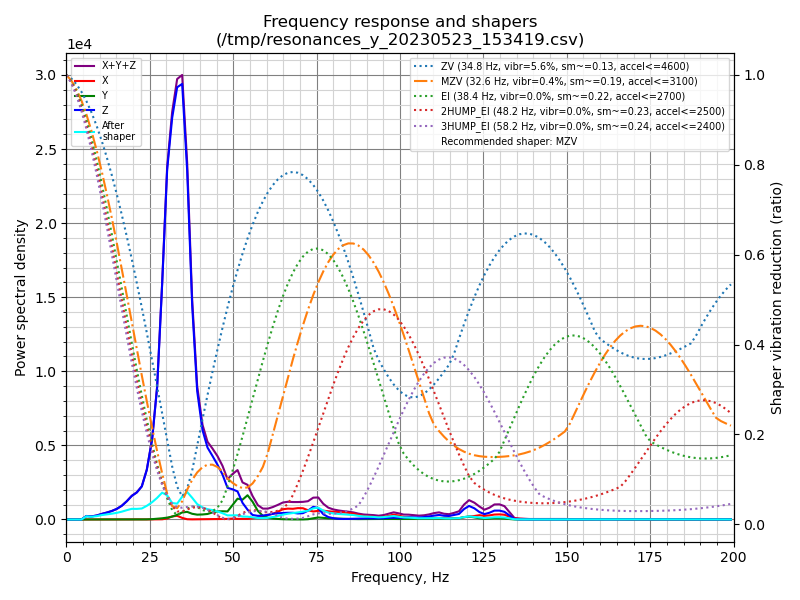 Frequency response and shapers
(/tmp/resonances_y_20230523_153419.csv)
1e4
X+Y+Z
X
Y
Z
After
shaper
ZV (34.8 Hz, vibr=5.6%, sm~=0.13, accel<=4600)
MZV (32.6 Hz, vibr=0.4%, sm~=0.19, accel<=3100)
EI (38.4 Hz, vibr=0.0%, sm~=0.22, accel<=2700)
2HUMP_EI (48.2 Hz, vibr=0.0%, sm~=0.23, accel<=2500)
3HUMP_EI (58.2 Hz, vibr=0.0%, sm~=0.24, accel<=2400)
Recommended shaper: MZV
Power spectral density
3.0
2.5
2.0
1.5
1.0
0.5
0.0
Shaper vibration reduction (ratio)
1.0
0.8
0.6
0.4
0.2
0.0
0 25 50 75 100 125 150 175 200
Frequency, Hz